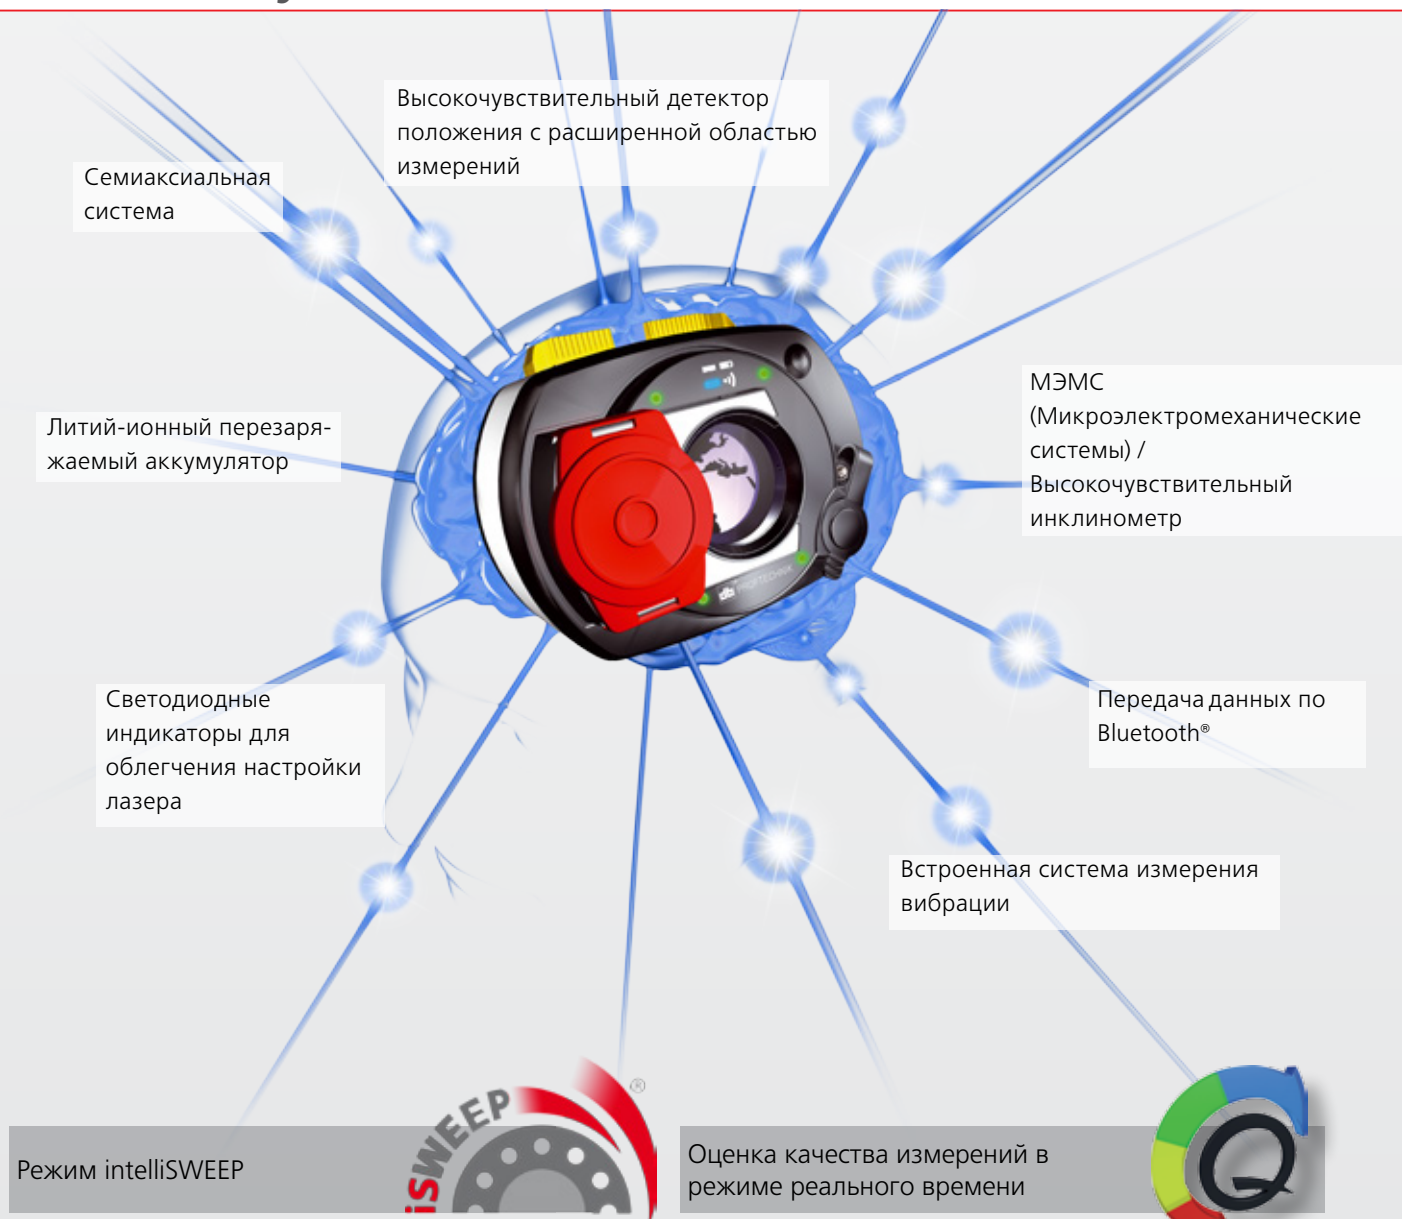 Высокочувствительный детектор
положения с расширенной областью
измерений
Семиаксиальная
система
МЭМС
(Микроэлектромеханические
системы) /
Высокочувствительный
инклинометр
Литий-ионный перезаря-
жаемый аккумулятор
PRÜFTECHNIK
Светодиодные
индикаторы для
облегчения настройки
лазера
Передача данных по
Bluetooth®
Встроенная система измерения
вибрации
Режим intelliSWEEP
iSWEEP ®
Оценка качества измерений в
режиме реального времени
Q